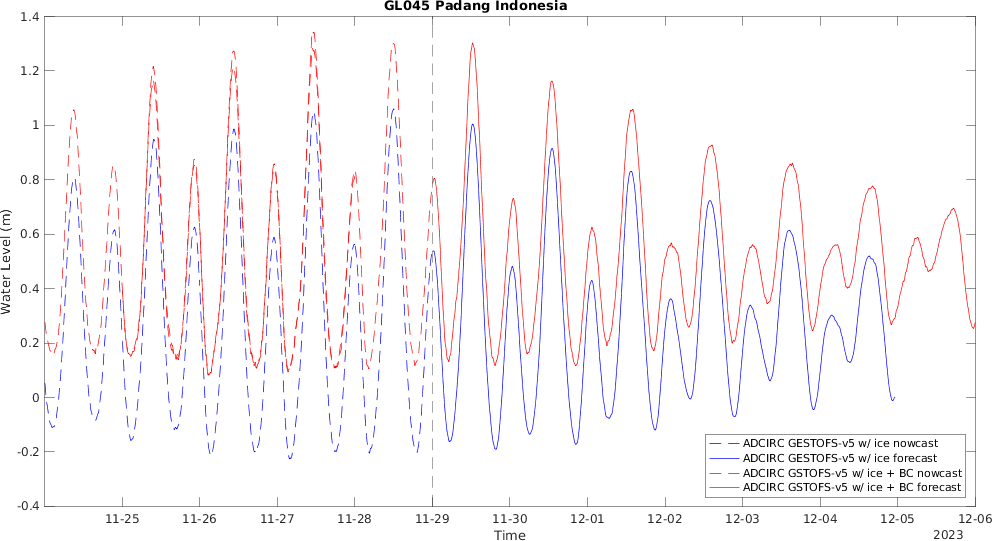 GL045 Padang Indonesia
1.4
1.2
1
0.8
0.6
0.4
0.2
0
-0.2
-0.4
Water Level (m)
11-25 11-26 11-27 11-28 11-29 11-30 12-01 12-02 12-03 12-04 12-05 12-06
Time
2023
ADCIRC GESTOFS-v5 w/ ice nowcast
ADCIRC GESTOFS-v5 w/ ice forecast
ADCIRC GSTOFS-v5 w/ ice + BC nowcast
ADCIRC GSTOFS-v5 w/ ice + BC forecast